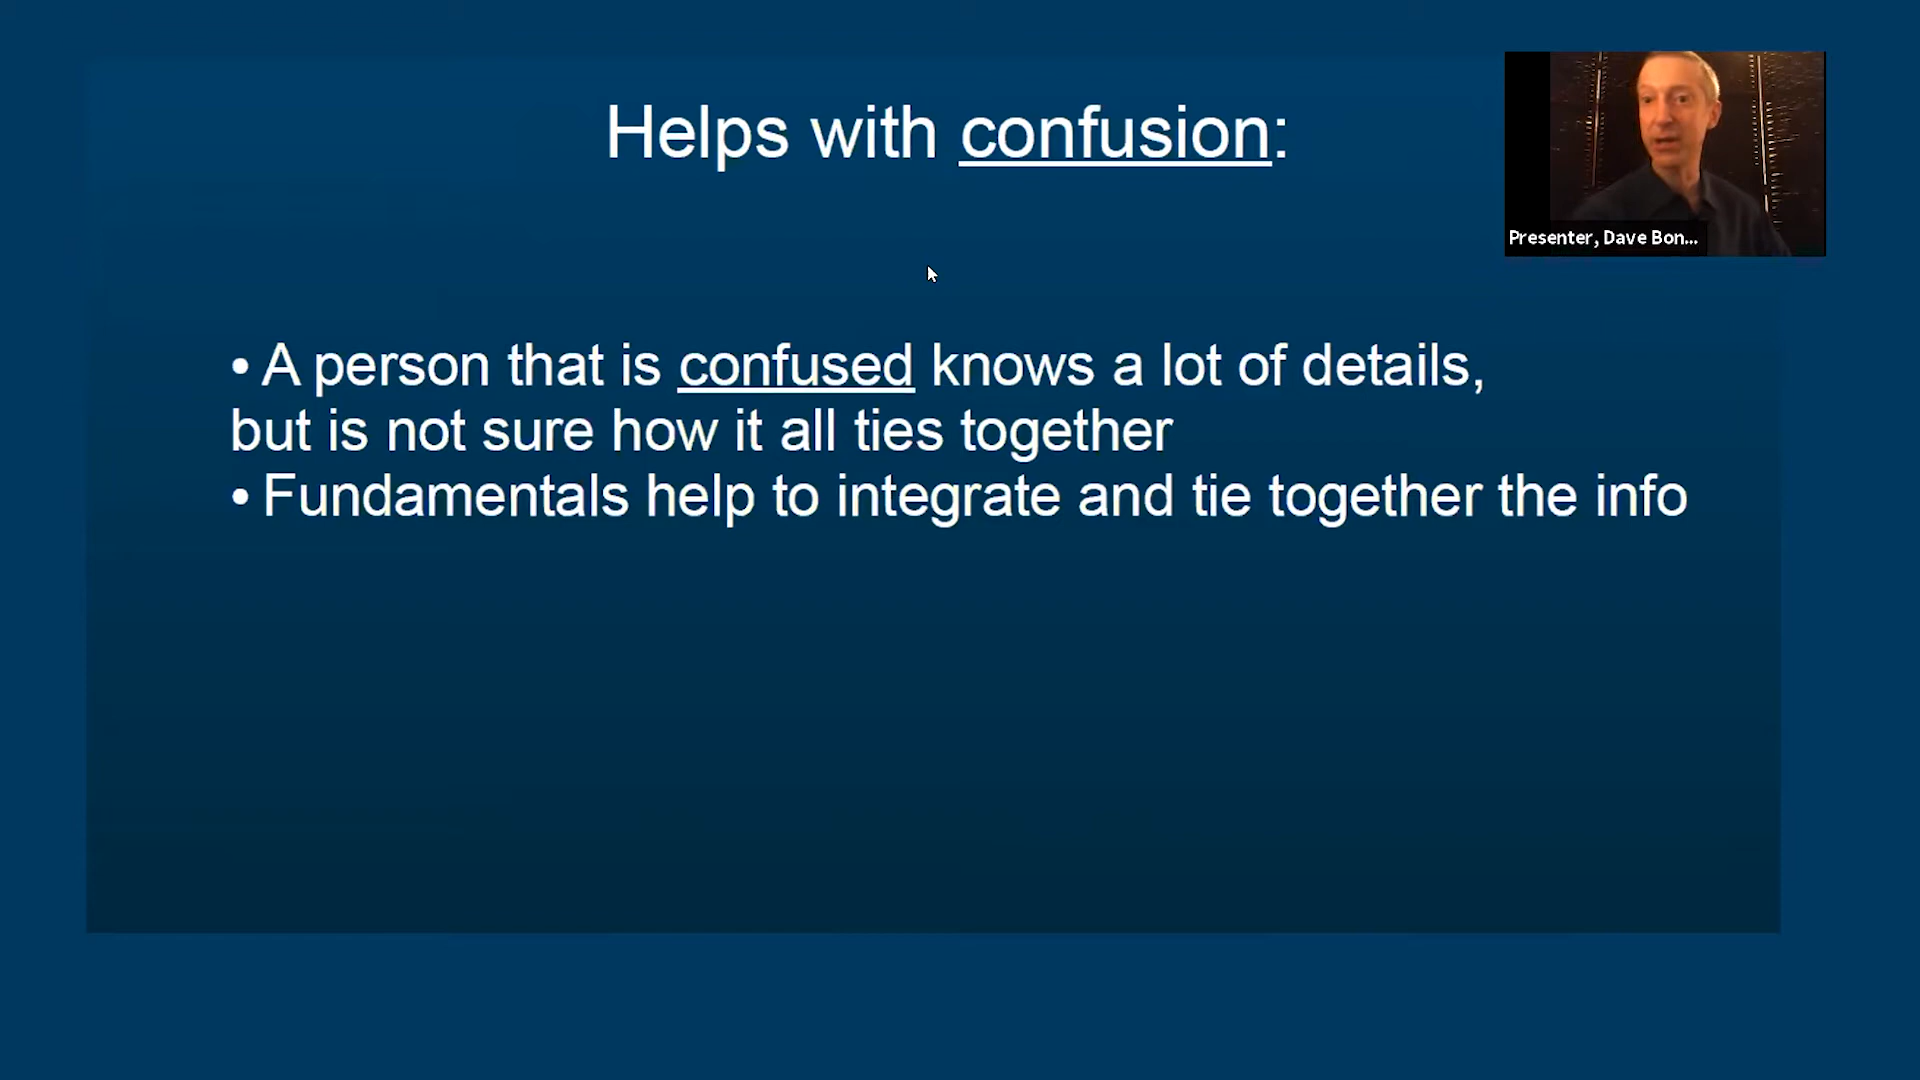 Helps with confusion:
Presenter, Dave Bon...
• A person that is confused knows a lot of details,
but is not sure how it all ties together
• Fundamentals help to integrate and tie together the info